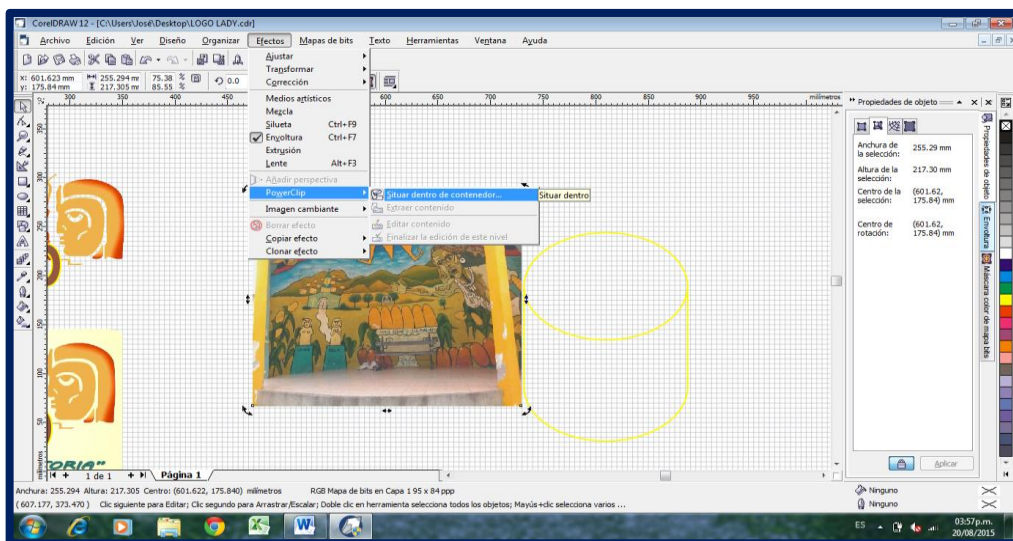 CorelDRAW 12 - [C:\Users\José\Desktop\LOGO LADY.cdr]
Archivo Edición Ver Diseño Organizar Efectos Mapas de bits Texto Herramientas Ventana Ayuda
x: 601.623 mm 255.294 mm 75.38 % 0.0
y: 175.84 mm 217.305 mm 85.55 %
Ajustar
Transformar
Corrección
Medios artísticos
Mezcla
Silueta Ctrl+F9
Envoltura Ctrl+F7
Extrusión
Lente Alt+F3
Añadir perspectiva
PowerClip
Imagen cambiante
Borrar efecto
Copiar efecto
Clonar efecto
Situar dentro de contenedor...
Situar dentro
Extraer contenido
Editar contenido
Finalizar la edición de este nivel
300 350 400 450 600 650 700 750 800 850 900 950 milímetros
Propiedades de objeto
Anchura de la selección: 255.29 mm
Altura de la selección: 217.30 mm
Centro de la selección: (601.62, 175.84) mm
Centro de rotación: (601.62, 175.84) mm
Aplicar
Propiedades de objeto
Envoltura
Máscara color de mapa bits
milímetros
TORIA"
1 de 1 Página 1
Anchura: 255.294 Altura: 217.305 Centro: (601.622, 175.840) milímetros RGB Mapa de bits en Capa 1 95 x 84 ppp
Ninguno
( 607.177, 373.470 ) Clic siguiente para Editar; Clic segundo para Arrastrar/Escalar; Doble clic en herramienta selecciona todos los objetos; Mayús+clic selecciona varios ...
Ninguno
ES
03:57p.m.
20/08/2015